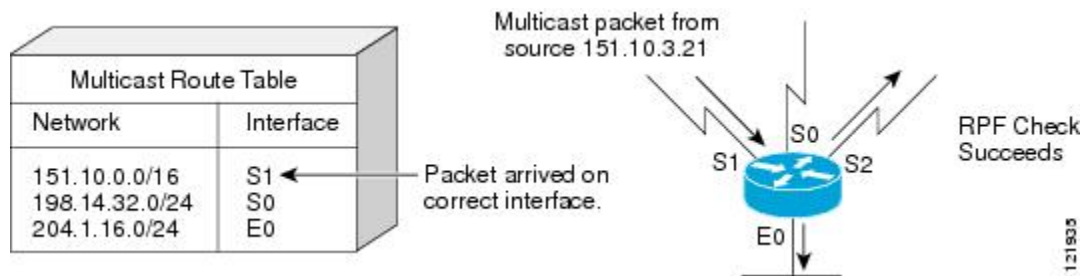 Multicast Route Table
Network Interface
151.10.0.0/16 S1
198.14.32.0/24 S0
204.1.16.0/24 E0
Packet arrived on
correct interface.
Multicast packet from
source 151.10.3.21
S0
S1
S2
E0
RPF Check
Succeeds
121935